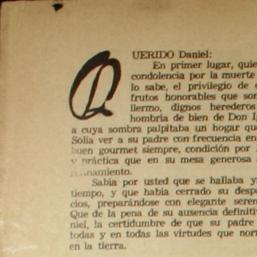 QUERIDO Daniel:
En primer lugar, quie
condolencia por la muerte
lo sabe, el privilegio de
frutos honorables que son
llermo, dignos herederos
hombría de bien de Don I
a cuya sombra palpitaba un hogar qu
Solía ver a su padre con frecuencia en
buen gourmet siempre, condición por
y práctica que en su mesa generosa
namiento.
Sabía por usted que se hallaba y
tiempo, y que había cerrado su despa
cios, preparándose con elegante seren
Que de la pena de su ausencia definitiv
niel, la certidumbre de que su padre
todas y en todas las virtudes que nor
en la tierra.